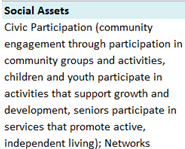 Social Assets
Civic Participation (community
engagement through participation in
community groups and activities,
children and youth participate in
activities that support growth and
development, seniors participate in
services that promote active,
independent living); Networks